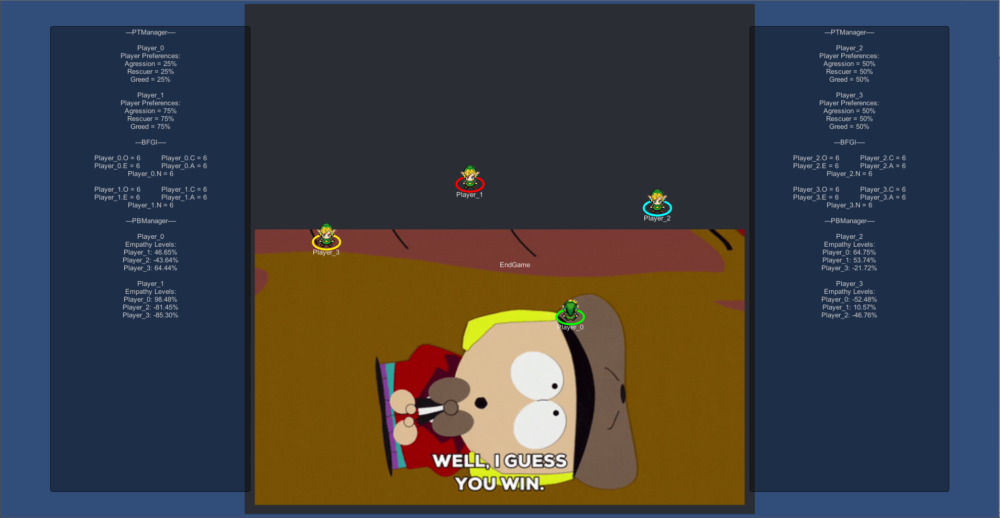 ---PTManager----
Player_0
Player Preferences:
Agression = 25%
Rescuer = 25%
Greed = 25%
Player_1
Player Preferences:
Agression = 75%
Rescuer = 75%
Greed = 75%
---BFGI----
Player_0.O = 6 Player_0.C = 6
Player_0.E = 6 Player_0.A = 6
Player_0.N = 6
Player_1.O = 6 Player_1.C = 6
Player_1.E = 6 Player_1.A = 6
Player_1.N = 6
---PBManager----
Player_0
Empathy Levels:
Player_1: 46.65%
Player_2: -43.64%
Player_3: 64.44%
Player_1
Empathy Levels:
Player_0: 98.48%
Player_2: -81.45%
Player_3: -85.30%
Player_1
Player_2
Player_3
EndGame
Player_0
WELL, I GUESS
YOU WIN.
---PTManager----
Player_2
Player Preferences:
Agression = 50%
Rescuer = 50%
Greed = 50%
Player_3
Player Preferences:
Agression = 50%
Rescuer = 50%
Greed = 50%
---BFGI----
Player_2.O = 6 Player_2.C = 6
Player_2.E = 6 Player_2.A = 6
Player_2.N = 6
Player_3.O = 6 Player_3.C = 6
Player_3.E = 6 Player_3.A = 6
Player_3.N = 6
---PBManager----
Player_2
Empathy Levels:
Player_0: 64.75%
Player_1: 53.74%
Player_3: -21.72%
Player_3
Empathy Levels:
Player_0: -52.48%
Player_1: 10.57%
Player_2: -46.76%